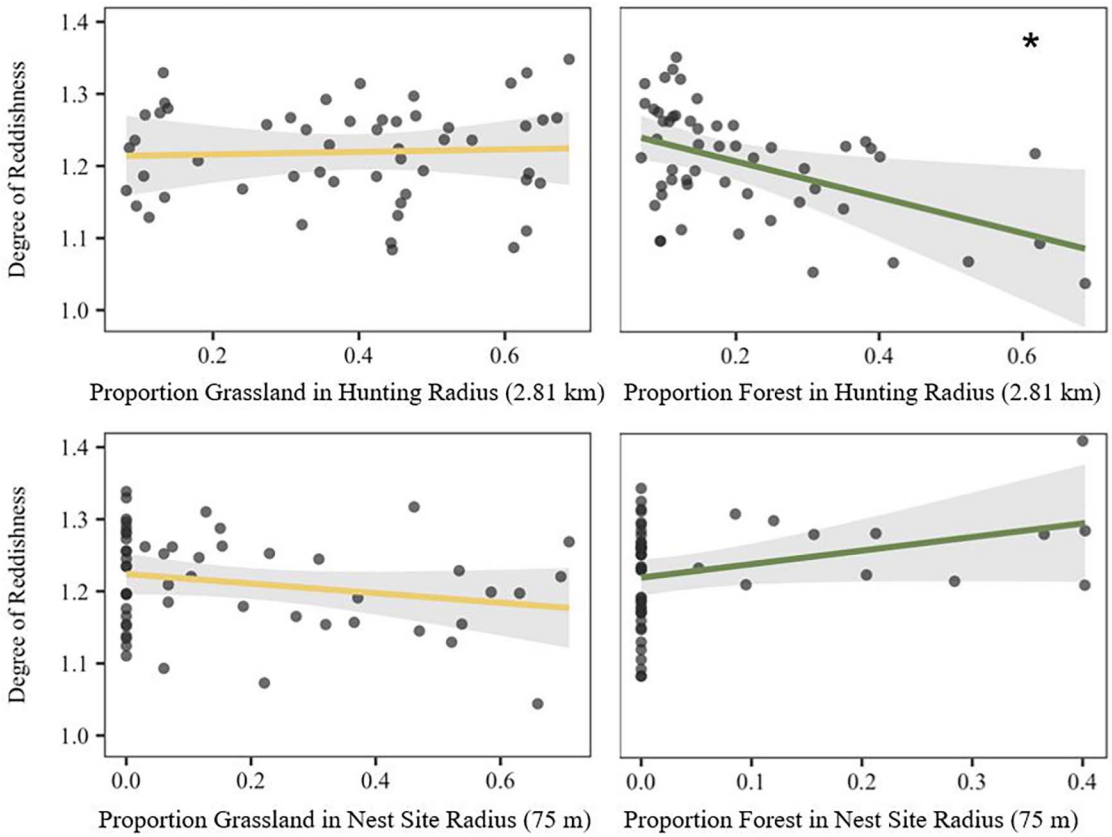 1.4
1.3
1.2
1.1
1.0
Degree of Reddishness
0.2 0.4 0.6
Proportion Grassland in Hunting Radius (2.81 km)
*
0.2 0.4 0.6
Proportion Forest in Hunting Radius (2.81 km)
1.4
1.3
1.2
1.1
1.0
Degree of Reddishness
0.0 0.2 0.4 0.6
Proportion Grassland in Nest Site Radius (75 m)
0.0 0.1 0.2 0.3 0.4
Proportion Forest in Nest Site Radius (75 m)